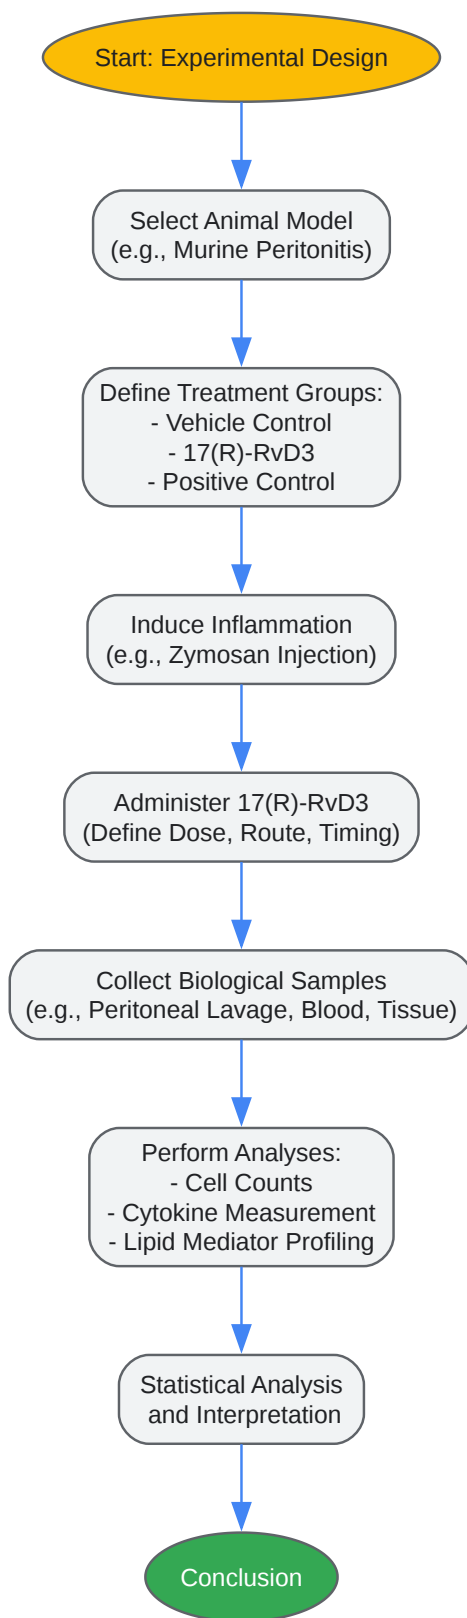 Start: Experimental Design
Select Animal Model
(e.g., Murine Peritonitis)
Define Treatment Groups:
- Vehicle Control
- 17(R)-RvD3
- Positive Control
Induce Inflammation
(e.g., Zymosan Injection)
Administer 17(R)-RvD3
(Define Dose, Route, Timing)
Collect Biological Samples
(e.g., Peritoneal Lavage, Blood, Tissue)
Perform Analyses:
- Cell Counts
- Cytokine Measurement
- Lipid Mediator Profiling
Statistical Analysis
and Interpretation
Conclusion